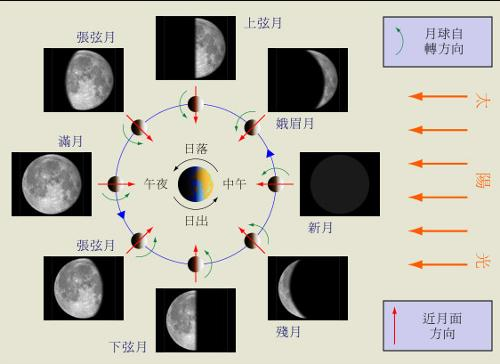 上弦月
張弦月
月球自
轉方向
娥眉月
太
陽
光
滿月
日落
午夜
中午
日出
新月
張弦月
殘月
下弦月
近月面
方向